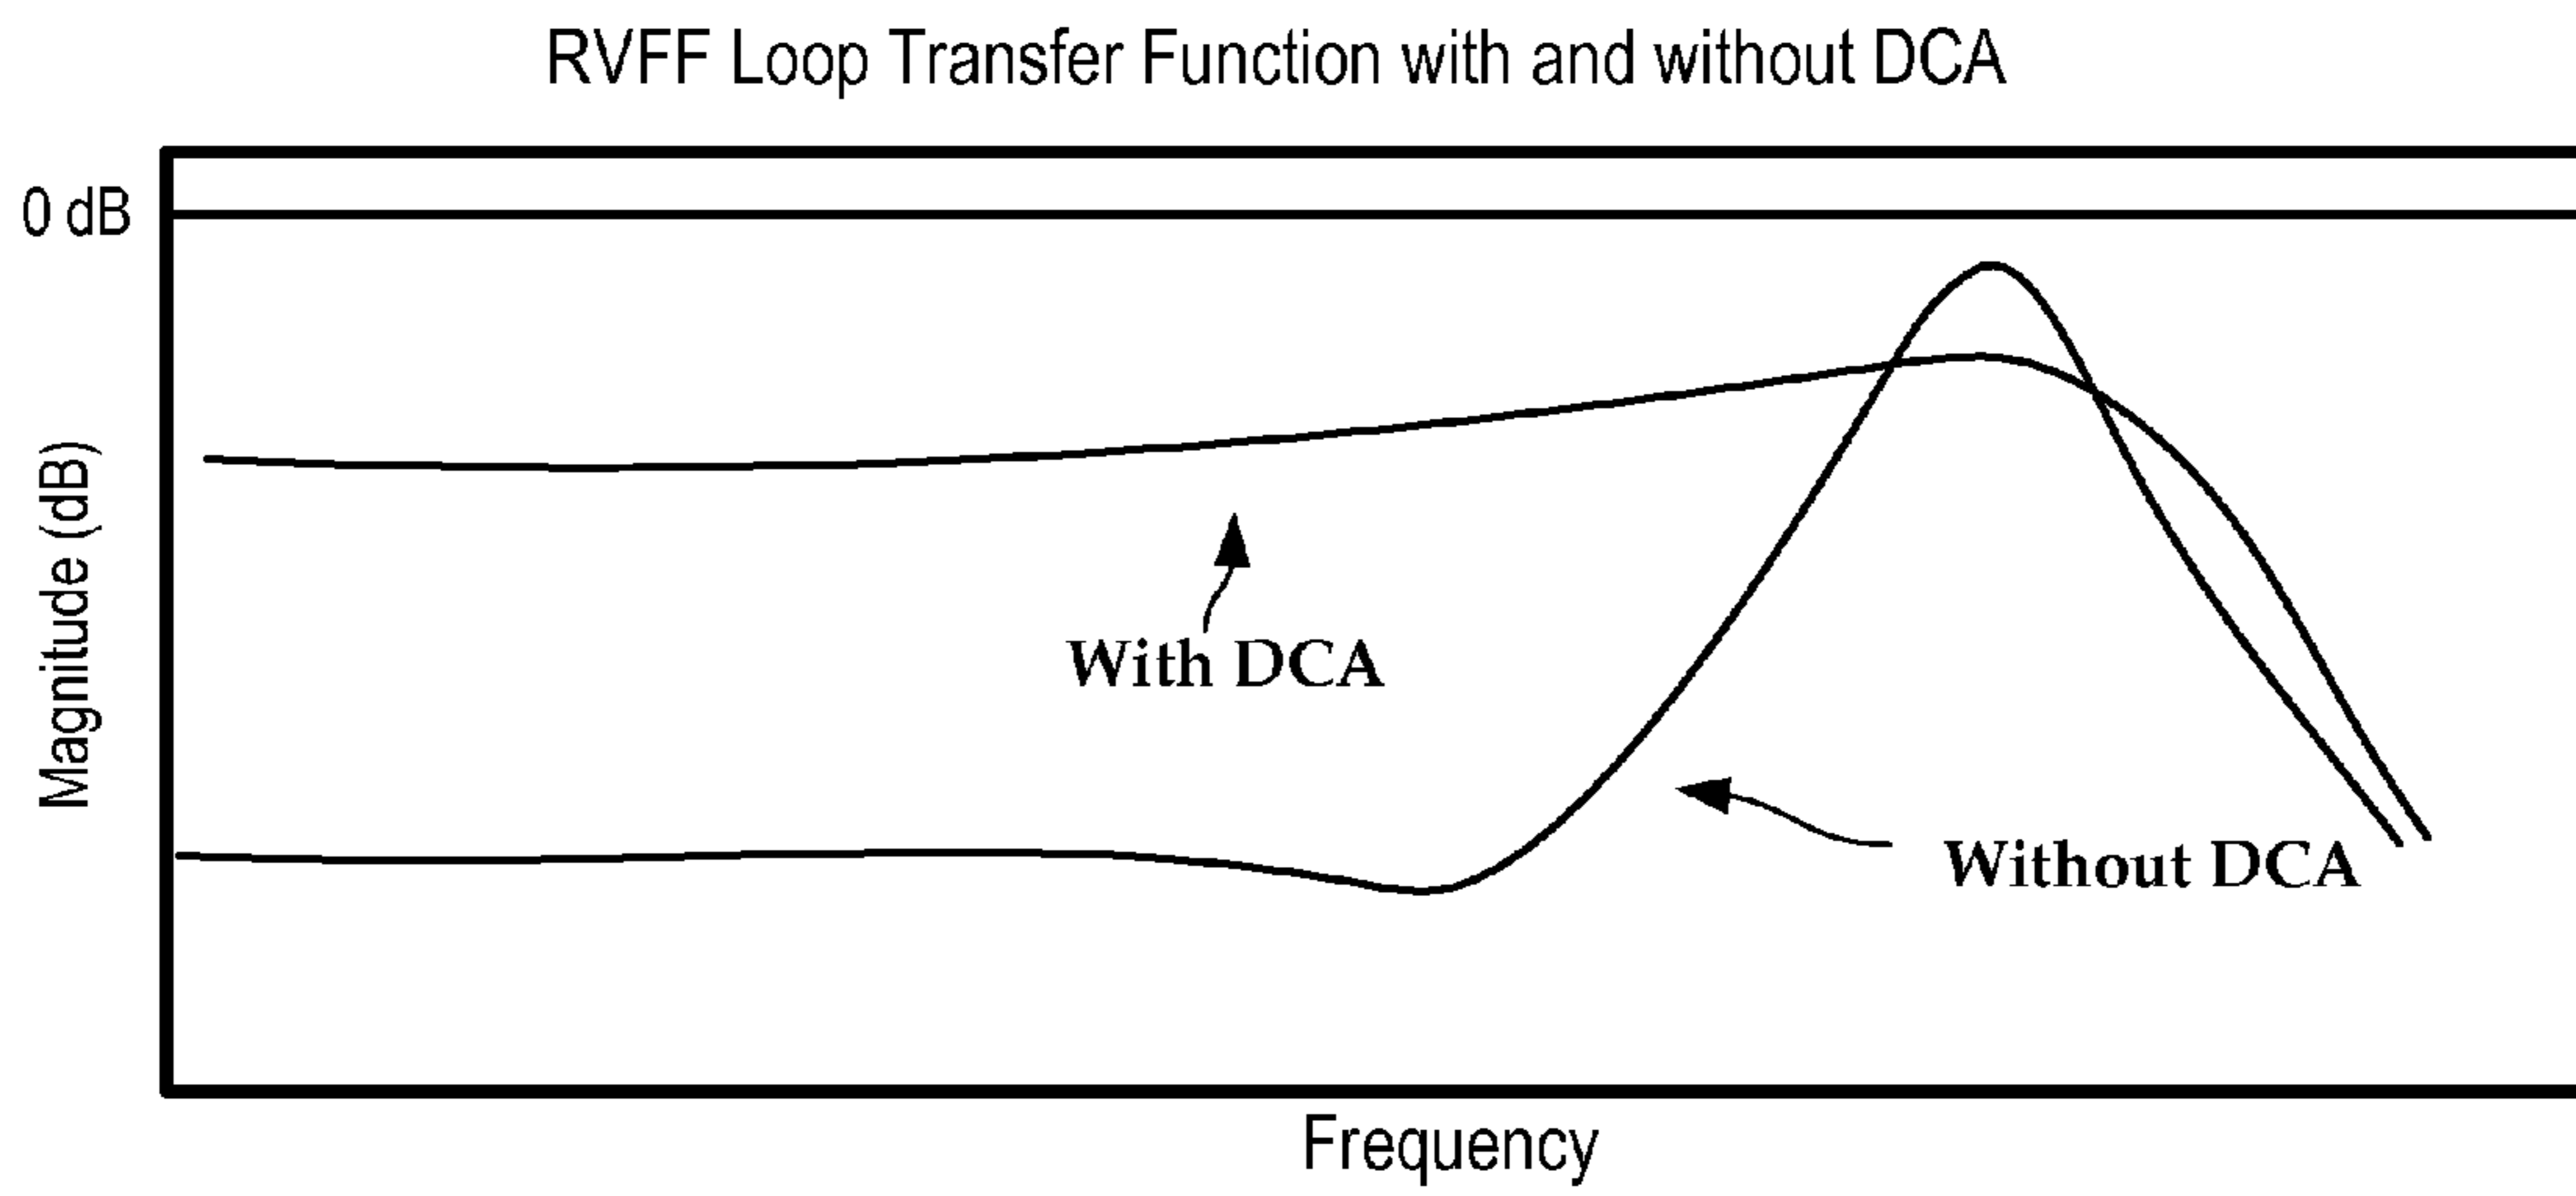 RVFF Loop Transfer Function with and without DCA
0 dB
Magnitude (dB)
With DCA
Without DCA
Frequency